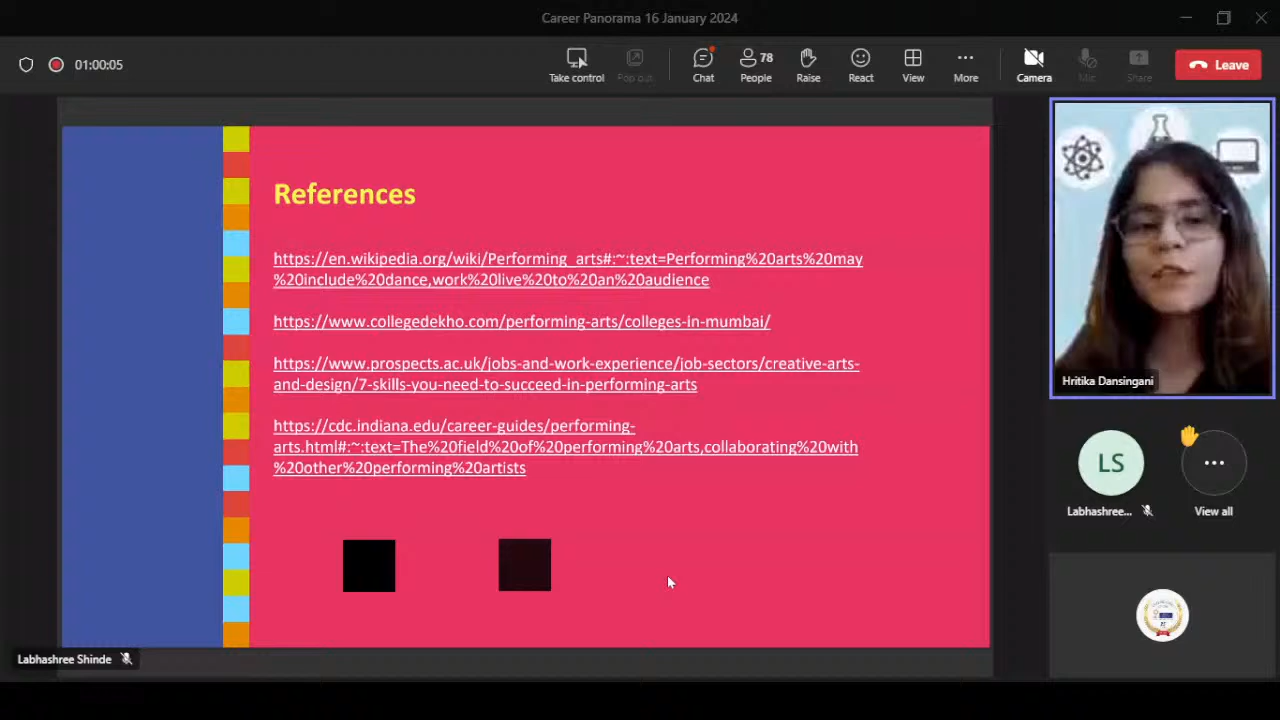 Career Panorama 16 January 2024
01:00:05
Take control
Pop out
Chat
78
People
Raise
React
View
More
Camera
Mic
Share
Leave
References
https://en.wikipedia.org/wiki/Performing_arts#:~:text=Performing%20arts%20may
%20include%20dance,work%20live%20to%20an%20audience
https://www.collegedekho.com/performing-arts/colleges-in-mumbai/
https://www.prospects.ac.uk/jobs-and-work-experience/job-sectors/creative-arts-
and-design/7-skills-you-need-to-succeed-in-performing-arts
https://cdc.indiana.edu/career-guides/performing-
arts.html#:~:text=The%20field%20of%20performing%20arts,collaborating%20with
%20other%20performing%20artists
Hritika Dansingani
LS
Labhashree...
View all
Labhashree Shinde